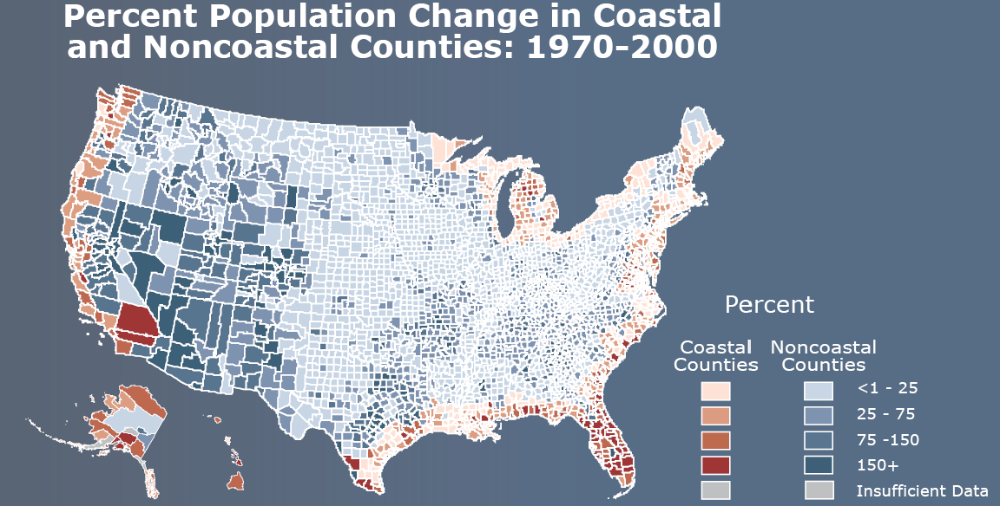 Percent Population Change in Coastal
and Noncoastal Counties: 1970-2000
Percent
Coastal Counties
Noncoastal Counties
<1 - 25
25 - 75
75 -150
150+
Insufficient Data